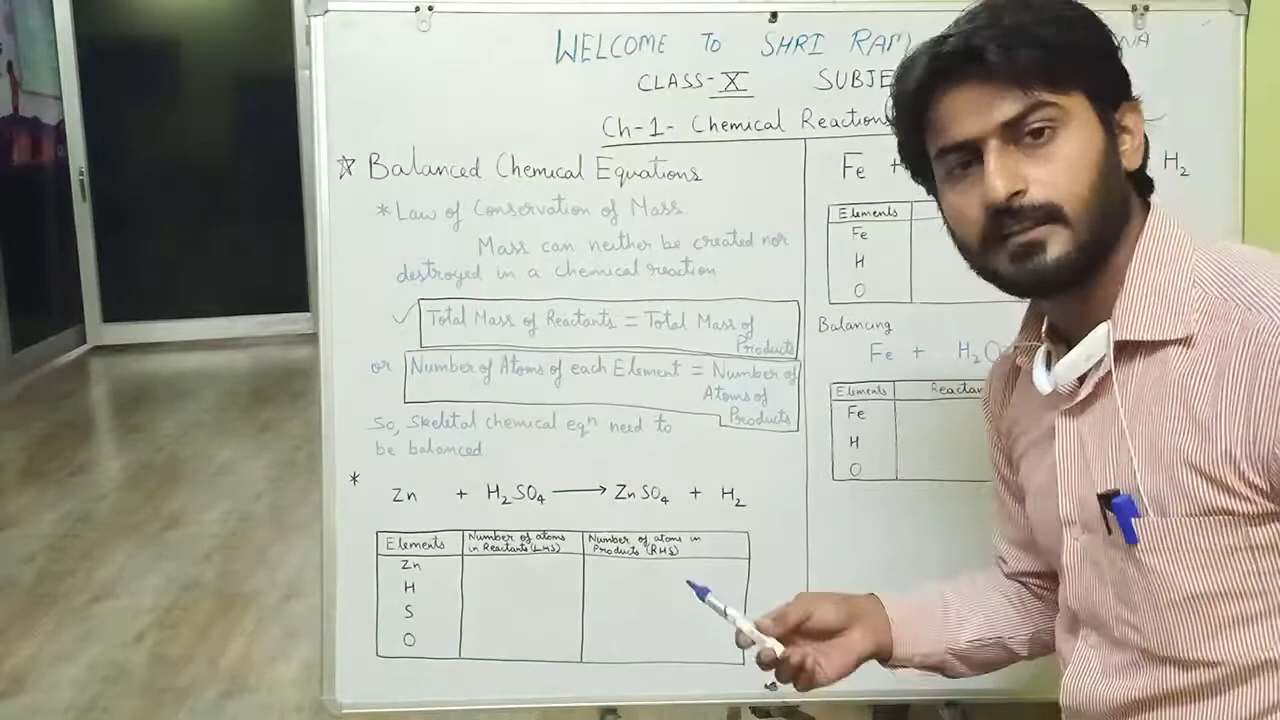 WELCOME TO SHRI RAM
CLASS-X SUBJE
Ch-1- Chemical Reaction
☆ Balanced Chemical Equations
* Law of Conservation of Mass
Mass can neither be created nor
destroyed in a chemical reaction
✓ Total Mass of Reactants = Total Mass of
Products
or Number of Atoms of each Element = Number of
Atoms of
Products
So, Skeletal chemical eqⁿ need to
be balanced.
*
Zn + H₂SO₄ ⟶ ZnSO₄ + H₂
Elements Number of atoms in Reactants (LHS) Number of atoms in Products (RHS)
Zn
H
S
O
Fe + H₂
Elements
Fe
H
O
Balancing
Fe + H₂O
Elements Reactan
Fe
H
O